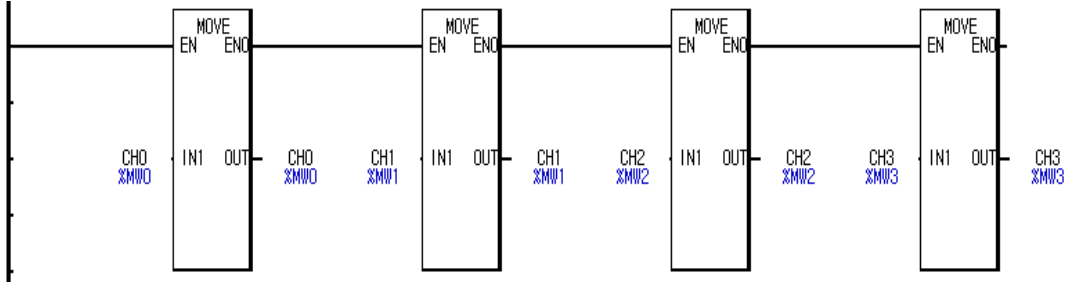 MOVE MOVE MOVE MOVE
EN ENO EN ENO EN ENO EN ENO
CH0 IN1 OUT CH0 CH1 IN1 OUT CH1 CH2 IN1 OUT CH2 CH3 IN1 OUT CH3
%MW0 %MW0 %MW1 %MW1 %MW2 %MW2 %MW3 %MW3